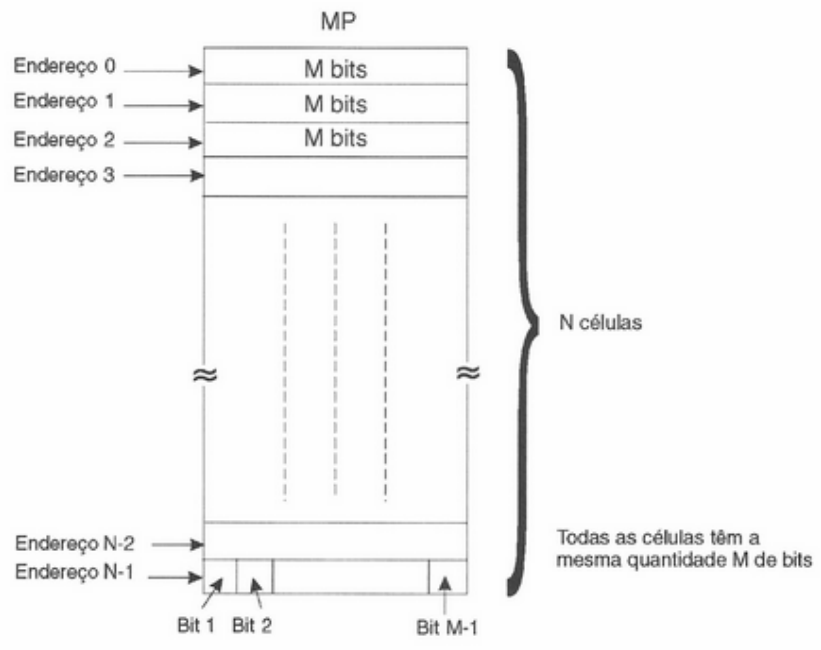 MP
Endereço 0
M bits
Endereço 1
M bits
Endereço 2
M bits
Endereço 3
N células
Endereço N-2
Todas as células têm a
mesma quantidade M de bits
Endereço N-1
Bit 1
Bit 2
Bit M-1